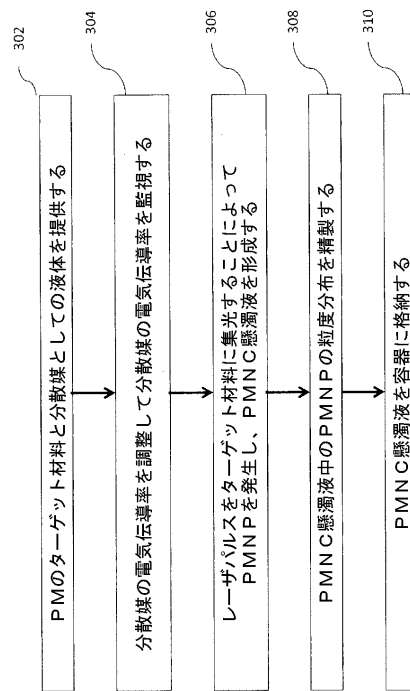 302
PMのターゲット材料と分散媒としての液体を提供する
304
分散媒の電気伝導率を調整して分散媒の電気伝導率を監視する
306
レーザパルスをターゲット材料に集光することによって
PMNPを発生し、PMNC懸濁液を形成する
308
PMNC懸濁液中のPMNPの粒度分布を精製する
310
PMNC懸濁液を容器に格納する